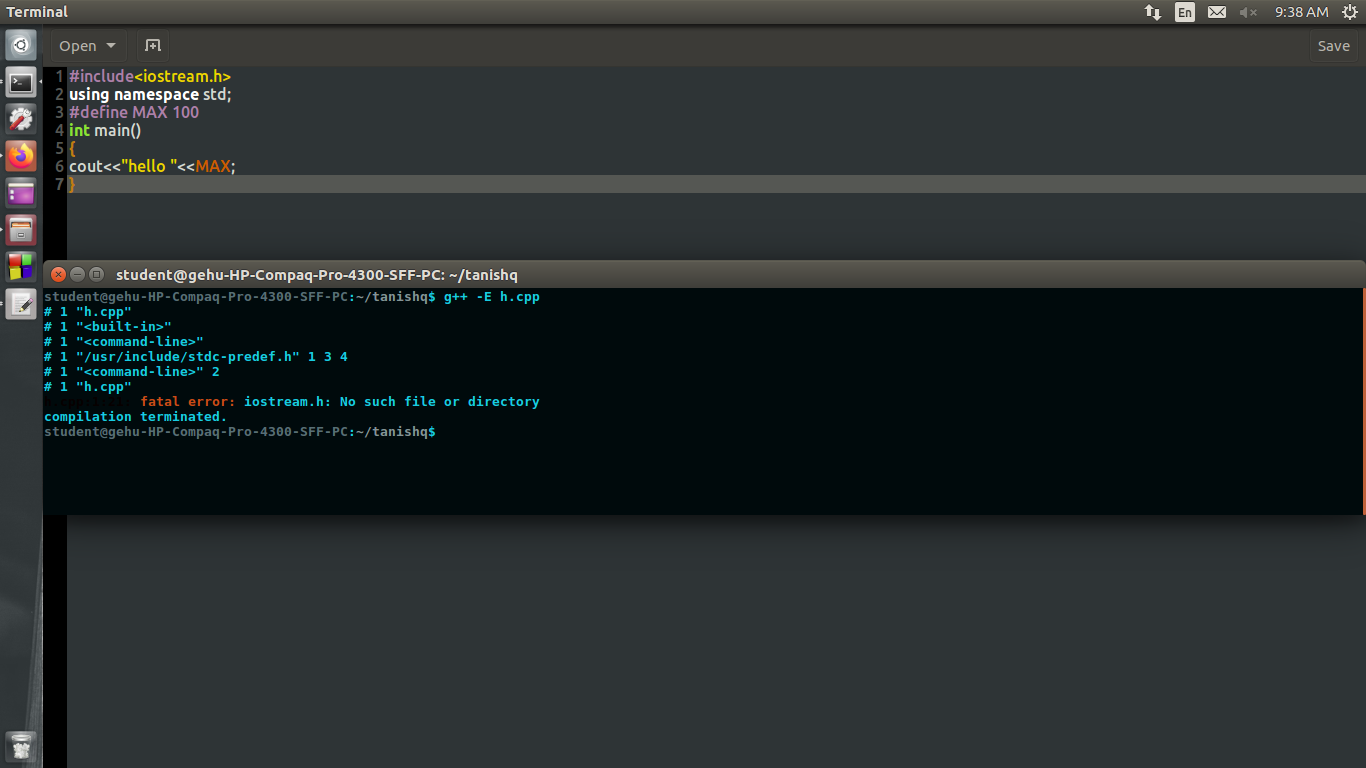 Terminal
En
9:38 AM
Open
Save
1 #include<iostream.h>
2 using namespace std;
3 #define MAX 100
4 int main()
5 {
6 cout<<"hello "<<MAX;
7 }
student@gehu-HP-Compaq-Pro-4300-SFF-PC: ~/tanishq
student@gehu-HP-Compaq-Pro-4300-SFF-PC:~/tanishq$ g++ -E h.cpp
# 1 "h.cpp"
# 1 "<built-in>"
# 1 "<command-line>"
# 1 "/usr/include/stdc-predef.h" 1 3 4
# 1 "<command-line>" 2
# 1 "h.cpp"
fatal error: iostream.h: No such file or directory
compilation terminated.
student@gehu-HP-Compaq-Pro-4300-SFF-PC:~/tanishq$